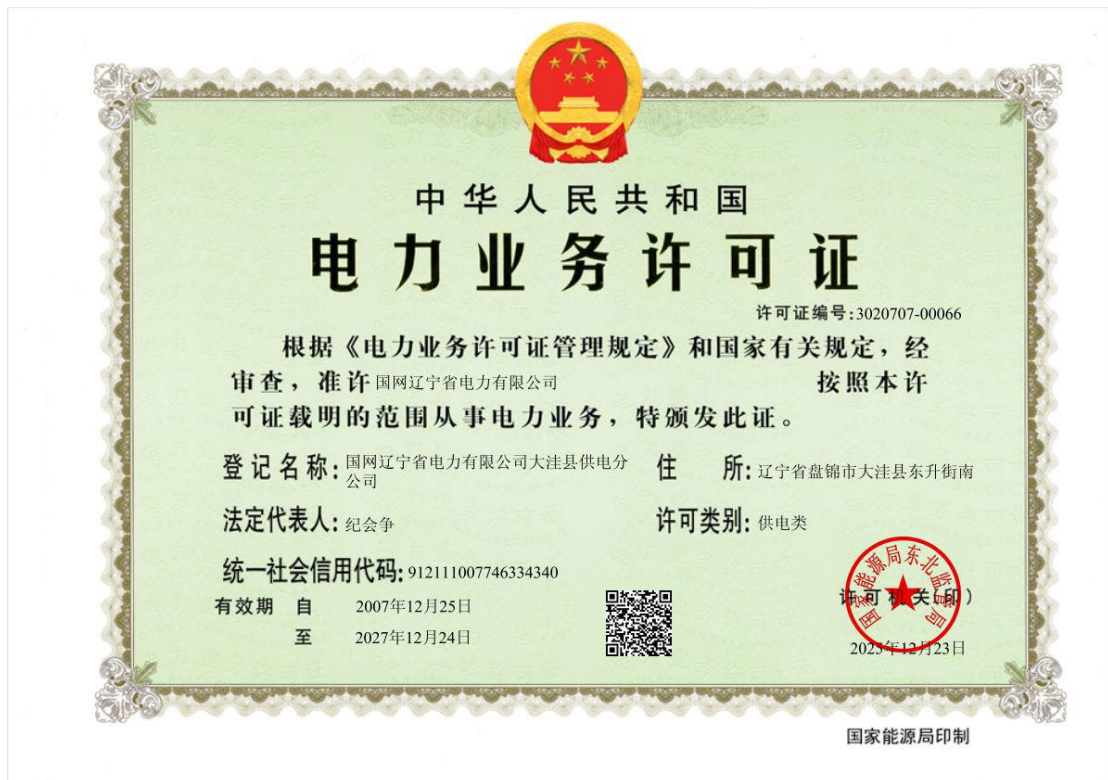 中华人民共和国
电力业务许可证
许可证编号:3020707-00066
根据《电力业务许可证管理规定》和国家有关规定，经
审查，准许 国网辽宁省电力有限公司 按照本许
可证载明的范围从事电力业务，特颁发此证。
登记名称: 国网辽宁省电力有限公司大洼县供电分
公司
住 所: 辽宁省盘锦市大洼县东升街南
法定代表人: 纪会争
许可类别: 供电类
统一社会信用代码: 912111007746334340
有效期 自 2007年12月25日
至 2027年12月24日
国家能源局东北监管局
许可机关(印)
2025年12月23日
国家能源局印制